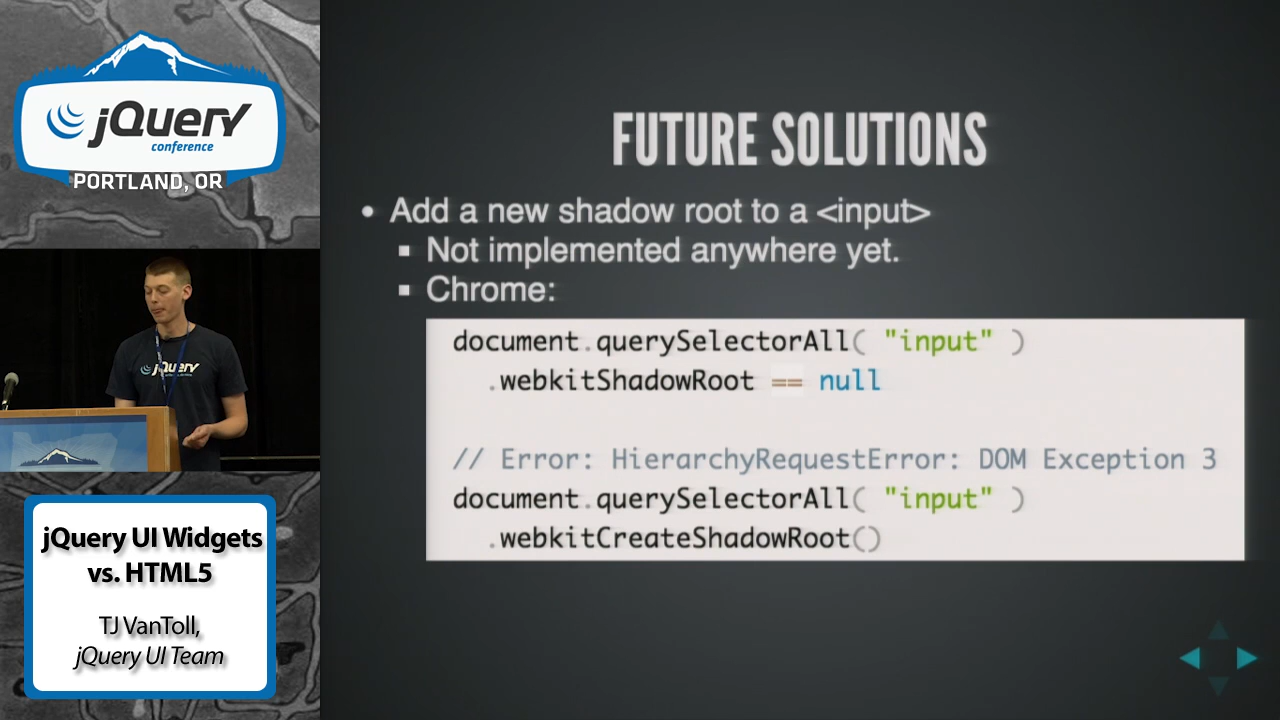 jQuery
conference
PORTLAND, OR
jQuery
jQuery UI Widgets
vs. HTML5
TJ VanToll,
jQuery UI Team
FUTURE SOLUTIONS
• Add a new shadow root to a <input>
▪ Not implemented anywhere yet.
▪ Chrome:
document.querySelectorAll( "input" )
.webkitShadowRoot == null
// Error: HierarchyRequestError: DOM Exception 3
document.querySelectorAll( "input" )
.webkitCreateShadowRoot()